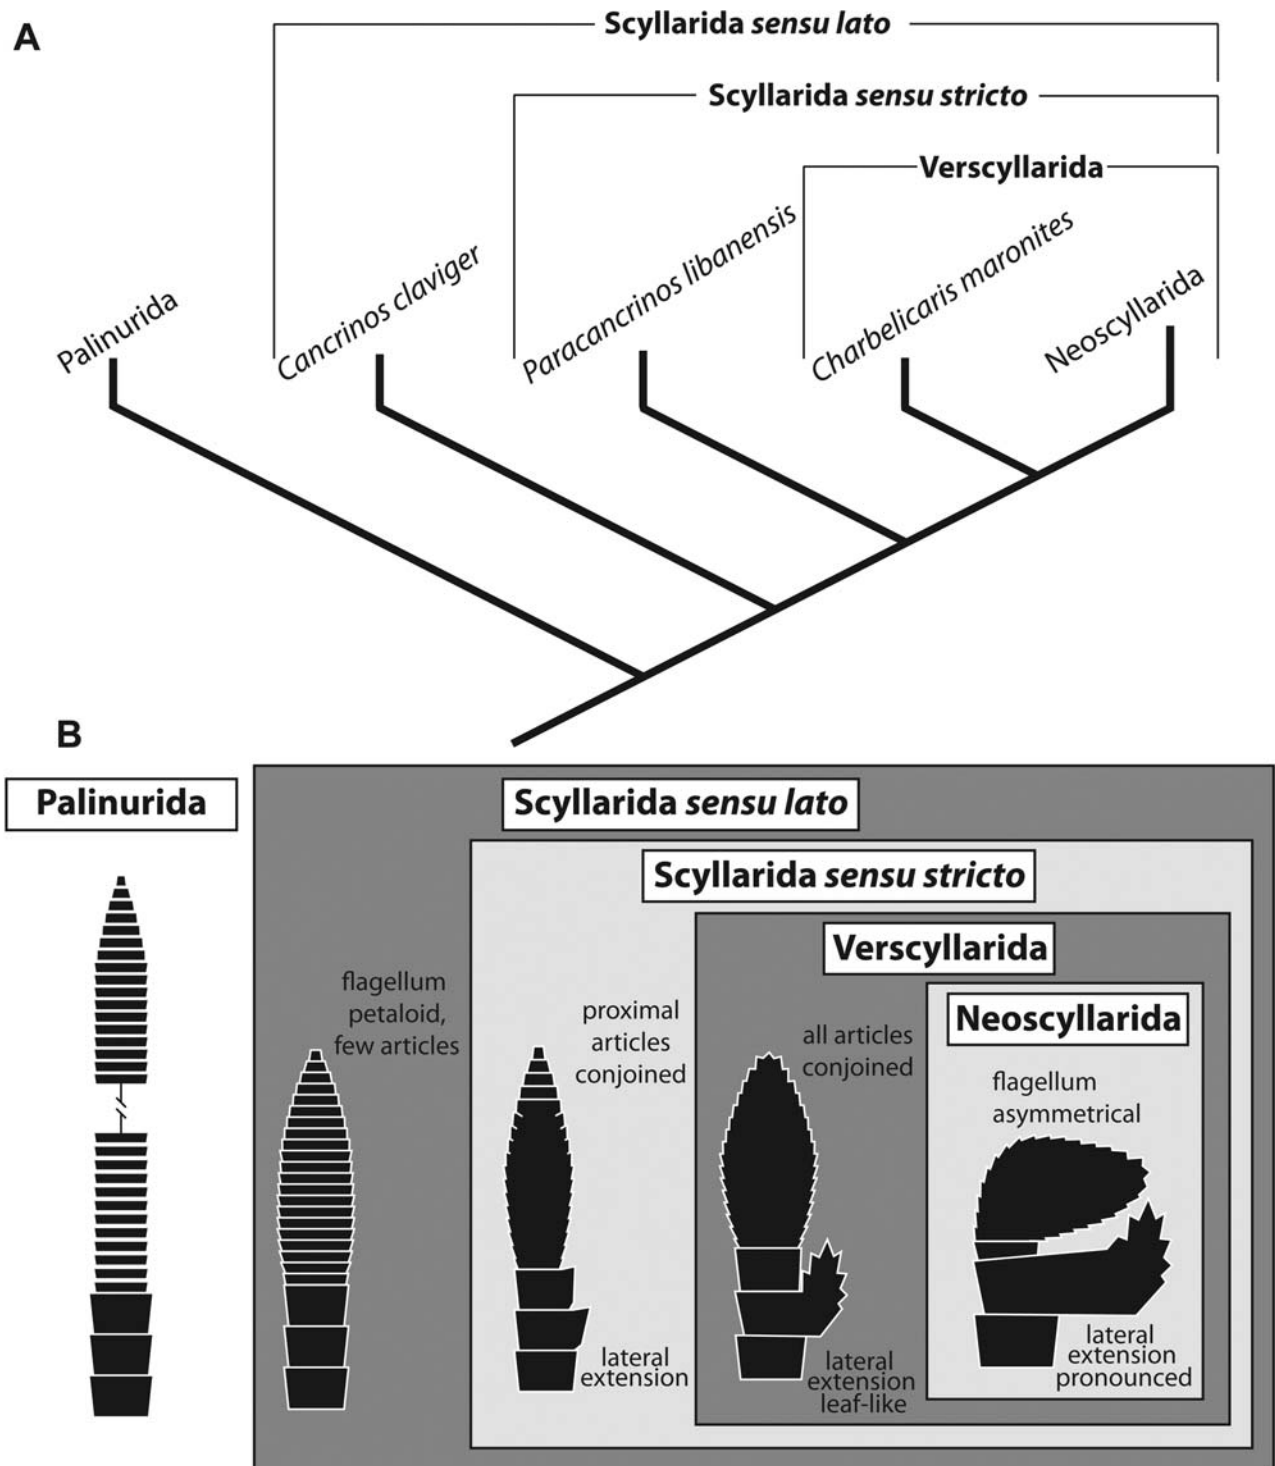 A
Scyllarida sensu lato
Scyllarida sensu stricto
Verscyllarida
Palinurida
Cancrinos claviger
Paracancrinos libanensis
Charbelicaris maronites
Neoscyllarida
B
Palinurida
Scyllarida sensu lato
Scyllarida sensu stricto
Verscyllarida
Neoscyllarida
flagellum
petaloid,
few articles
proximal
articles
conjoined
all articles
conjoined
flagellum
asymmetrical
lateral
extension
lateral
extension
leaf-like
lateral
extension
pronounced